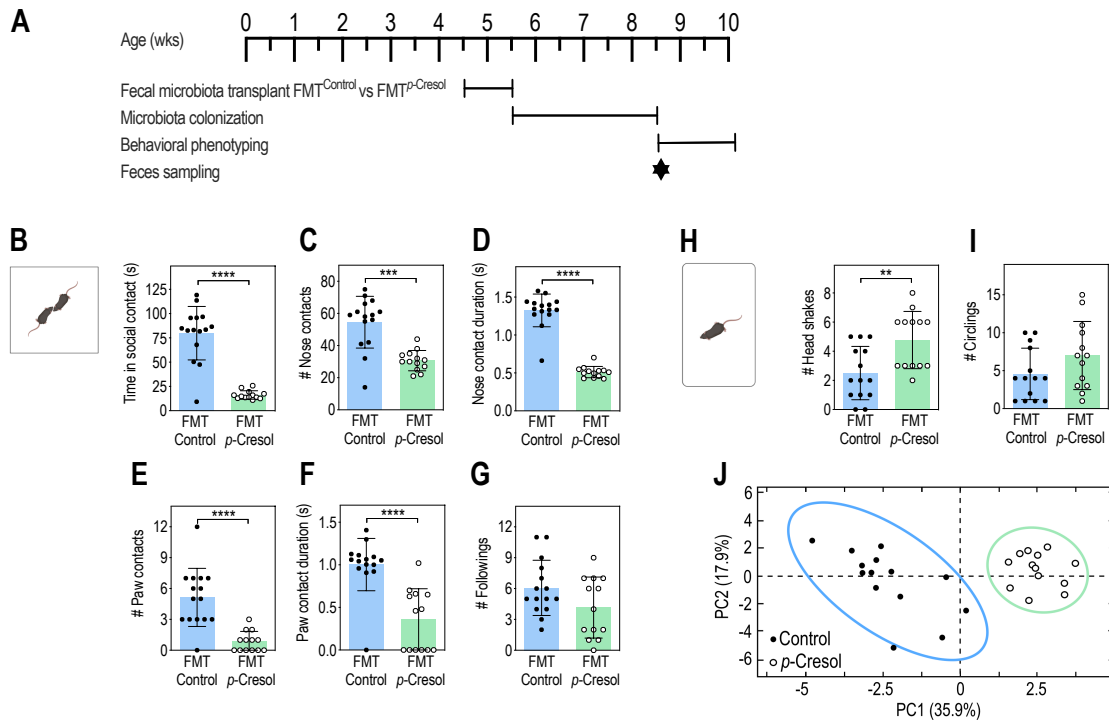 A
Age (wks)
0 1 2 3 4 5 6 7 8 9 10
Fecal microbiota transplant FMT^Control vs FMT^p-Cresol
Microbiota colonization
Behavioral phenotyping
Feces sampling
B
Time in social contact (s)
125
100
75
50
25
0
****
FMT FMT
Control p-Cresol
C
# Nose contacts
80
60
40
20
0
***
FMT FMT
Control p-Cresol
D
Nose contact duration (s)
1.5
1.0
0.5
0.0
****
FMT FMT
Control p-Cresol
H
# Head shakes
10
8
6
4
2
0
**
FMT FMT
Control p-Cresol
I
# Circlings
15
10
5
0
FMT FMT
Control p-Cresol
E
# Paw contacts
12
9
6
3
0
****
FMT FMT
Control p-Cresol
F
Paw contact duration (s)
1.5
1.0
0.5
0.0
****
FMT FMT
Control p-Cresol
G
# Followings
12
9
6
3
0
FMT FMT
Control p-Cresol
J
PC2 (17.9%)
6
4
2
0
-2
-4
-6
Control
p-Cresol
-5 -2.5 0 2.5
PC1 (35.9%)